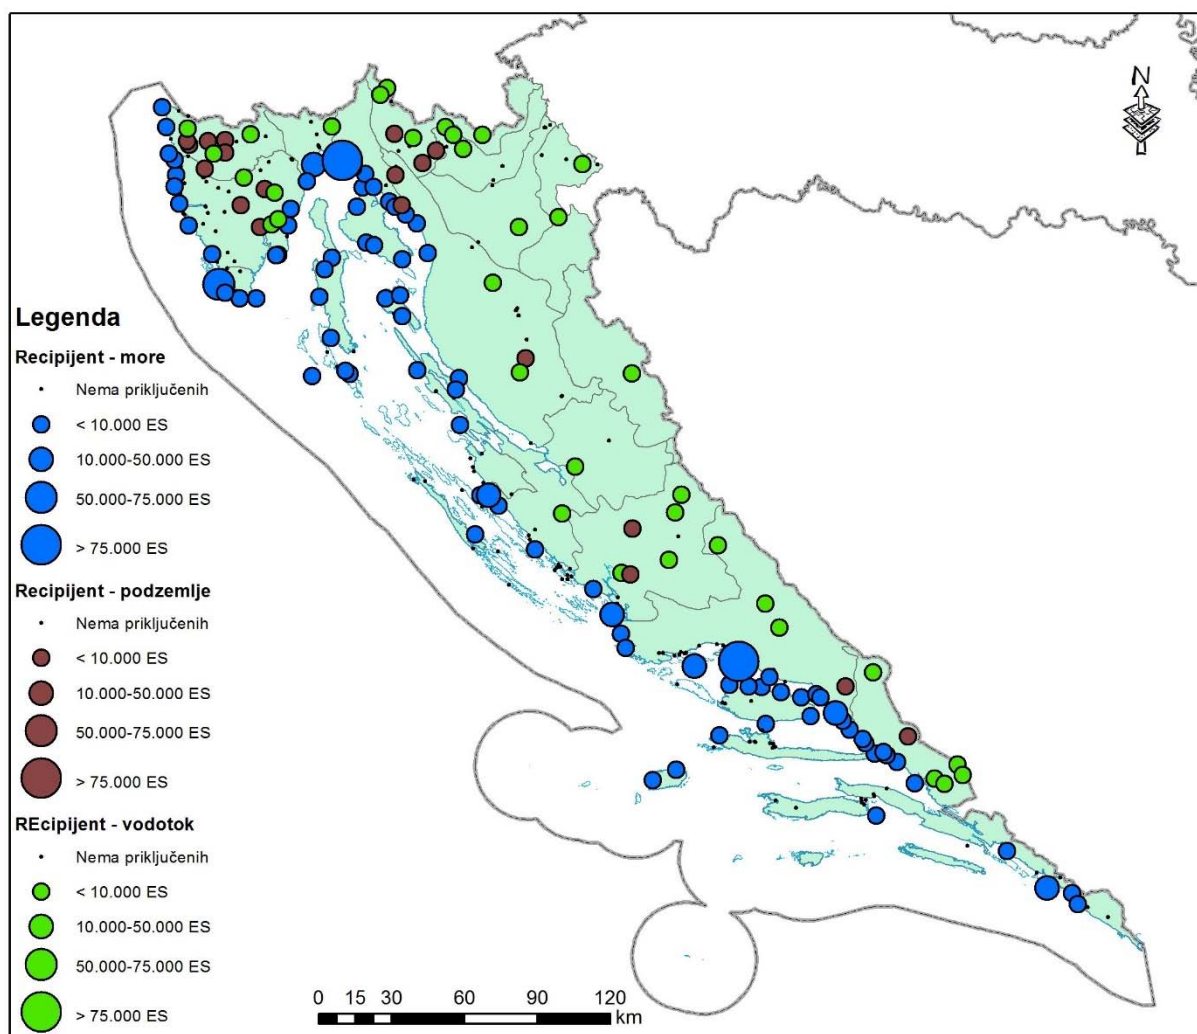 N
Legenda
Recipijent - more
Nema priključenih
< 10.000 ES
10.000-50.000 ES
50.000-75.000 ES
> 75.000 ES
Recipijent - podzemlje
Nema priključenih
< 10.000 ES
10.000-50.000 ES
50.000-75.000 ES
> 75.000 ES
REcipijent - vodotok
Nema priključenih
< 10.000 ES
10.000-50.000 ES
50.000-75.000 ES
> 75.000 ES
0 15 30 60 90 120
km